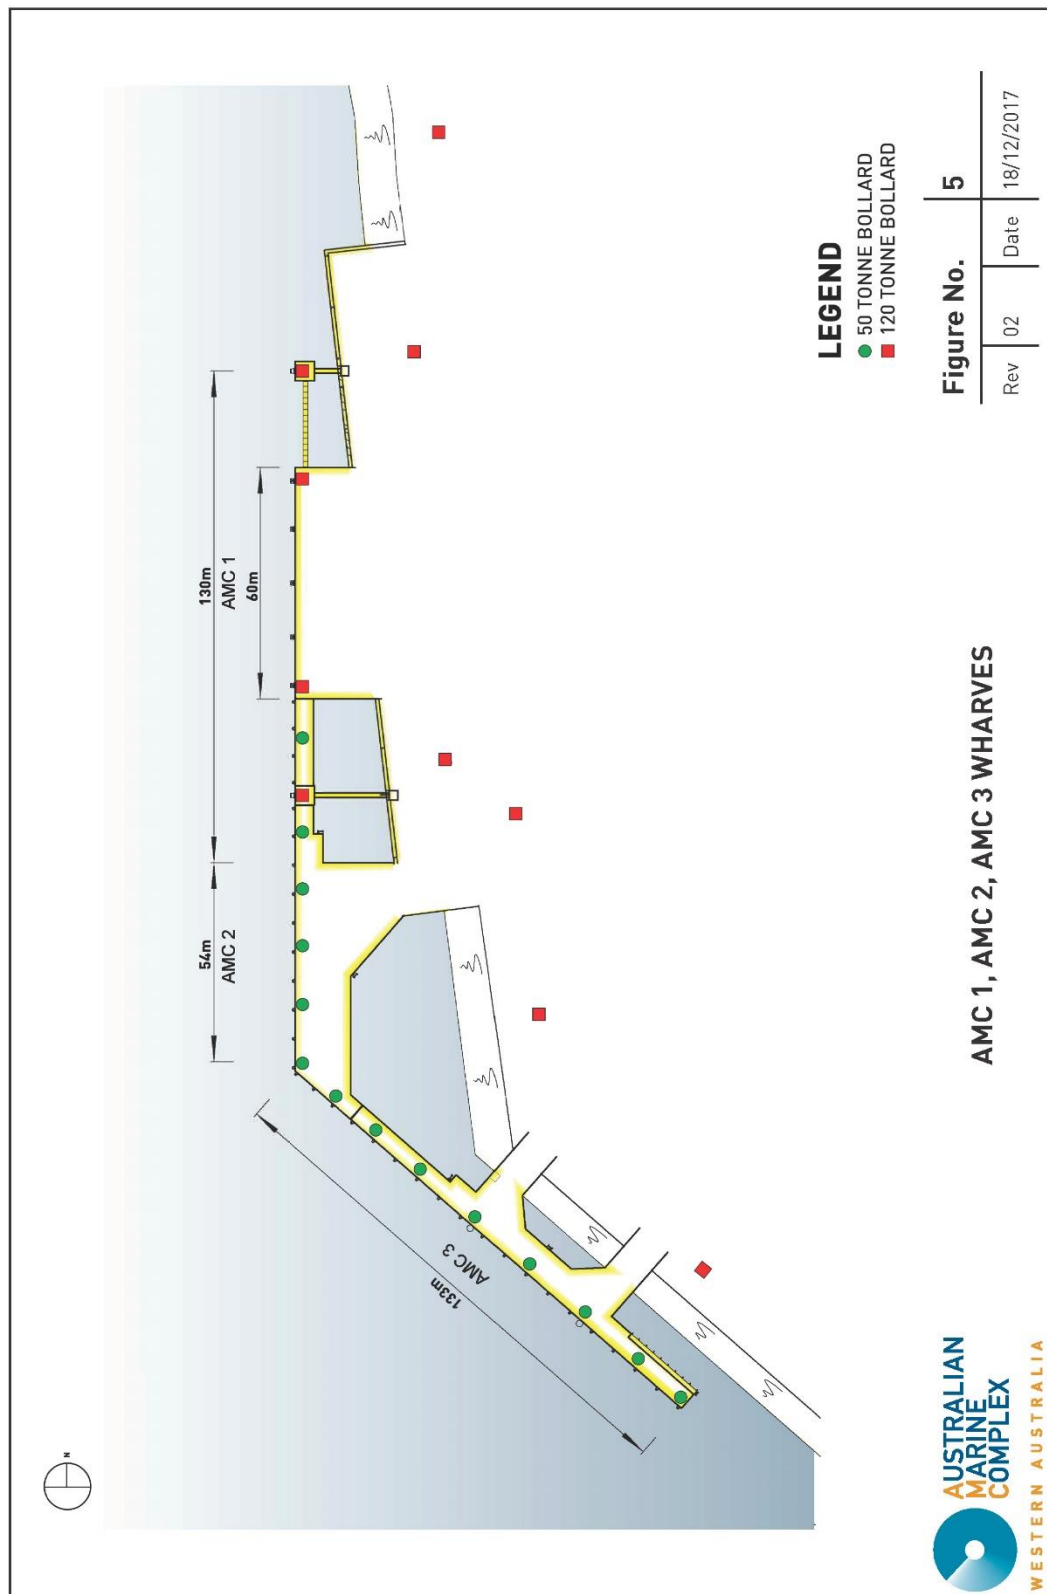 N
130m
AMC 1
60m
54m
AMC 2
133m
AMC 3
LEGEND
50 TONNE BOLLARD
120 TONNE BOLLARD
AMC 1, AMC 2, AMC 3 WHARVES
Figure No. 5
Rev 02 Date 18/12/2017
AUSTRALIAN
MARINE
COMPLEX
WESTERN AUSTRALIA